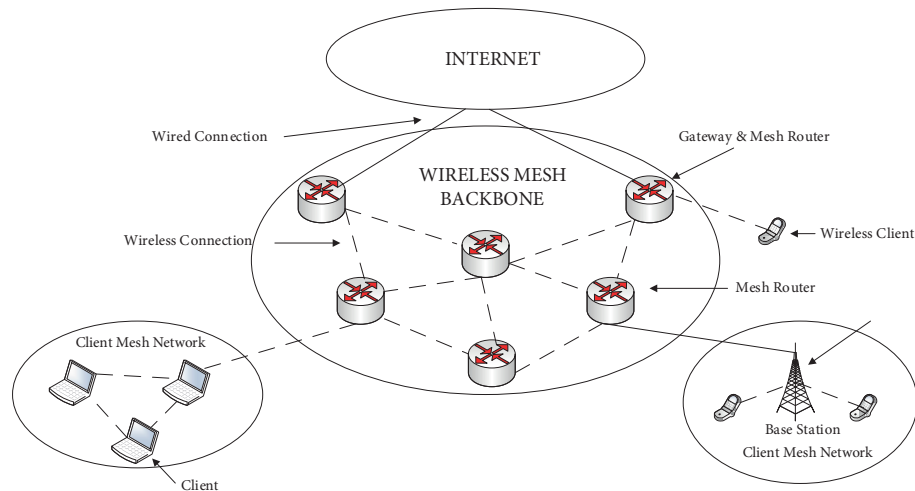 INTERNET
Wired Connection
Gateway & Mesh Router
WIRELESS MESH
BACKBONE
Wireless Connection
Wireless Client
Mesh Router
Client Mesh Network
Client
Base Station
Client Mesh Network